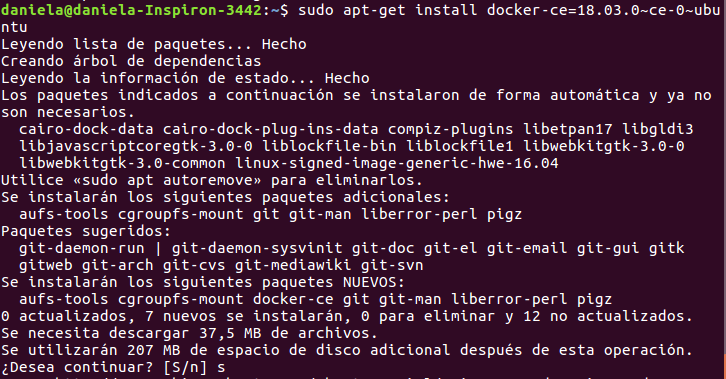 daniela@daniela-Inspiron-3442:~$ sudo apt-get install docker-ce=18.03.0~ce-0~ubu
ntu
Leyendo lista de paquetes... Hecho
Creando árbol de dependencias
Leyendo la información de estado... Hecho
Los paquetes indicados a continuación se instalaron de forma automática y ya no
son necesarios.
  cairo-dock-data cairo-dock-plug-ins-data compiz-plugins libetpan17 libgldi3
  libjavascriptcoregtk-3.0-0 liblockfile-bin liblockfile1 libwebkitgtk-3.0-0
  libwebkitgtk-3.0-common linux-signed-image-generic-hwe-16.04
Utilice «sudo apt autoremove» para eliminarlos.
Se instalarán los siguientes paquetes adicionales:
  aufs-tools cgroupfs-mount git git-man liberror-perl pigz
Paquetes sugeridos:
  git-daemon-run | git-daemon-sysvinit git-doc git-el git-email git-gui gitk
  gitweb git-arch git-cvs git-mediawiki git-svn
Se instalarán los siguientes paquetes NUEVOS:
  aufs-tools cgroupfs-mount docker-ce git git-man liberror-perl pigz
0 actualizados, 7 nuevos se instalarán, 0 para eliminar y 12 no actualizados.
Se necesita descargar 37,5 MB de archivos.
Se utilizarán 207 MB de espacio de disco adicional después de esta operación.
¿Desea continuar? [S/n] s